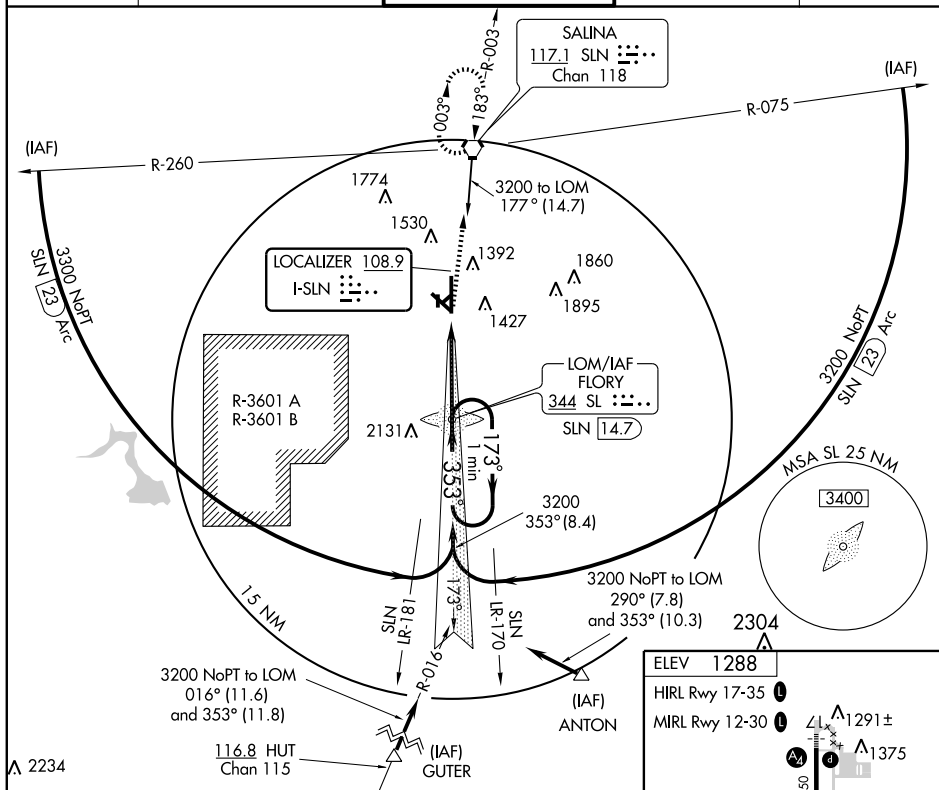 R-003
SALINA
117.1 SLN
Chan 118
003°
183°
(IAF)
R-075
(IAF)
R-260
3200 to LOM
177° (14.7)
1774
1530
1392
1860
1895
1427
LOCALIZER 108.9
I-SLN
3300 NoPT
SLN 23 Arc
3200 NoPT
SLN 23 Arc
R-3601 A
R-3601 B
LOM/IAF
FLORY
344 SL
SLN 14.7
2131
353°
173°
1 min
MSA SL 25 NM
3400
3200
353° (8.4)
173°
SLN
LR-181
SLN
LR-170
15 NM
3200 NoPT to LOM
290° (7.8)
and 353° (10.3)
2304
R-016
3200 NoPT to LOM
016° (11.6)
and 353° (11.8)
(IAF)
ANTON
(IAF)
GUTER
116.8 HUT
Chan 115
2234
ELEV 1288
HIRL Rwy 17-35 L
MIRL Rwy 12-30 L
1291±
1375
A4
d
50